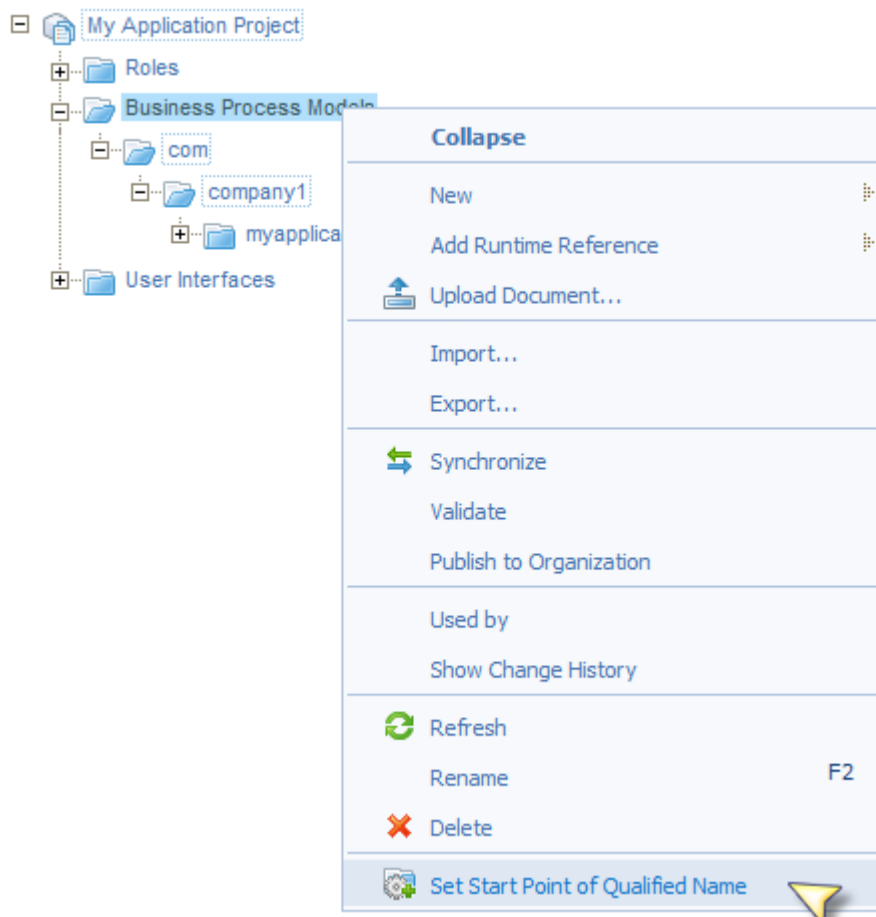 My Application Project
Roles
Business Process Models
Collapse
com
company1
New
myapplica
Add Runtime Reference
User Interfaces
Upload Document...
Import...
Export...
Synchronize
Validate
Publish to Organization
Used by
Show Change History
Refresh
Rename F2
Delete
Set Start Point of Qualified Name